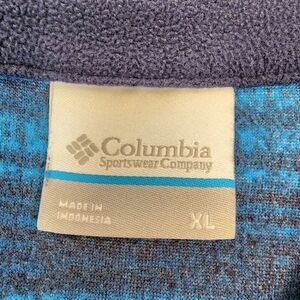 Columbia
Sportswear Company
MADE IN
INDONESIA
XL